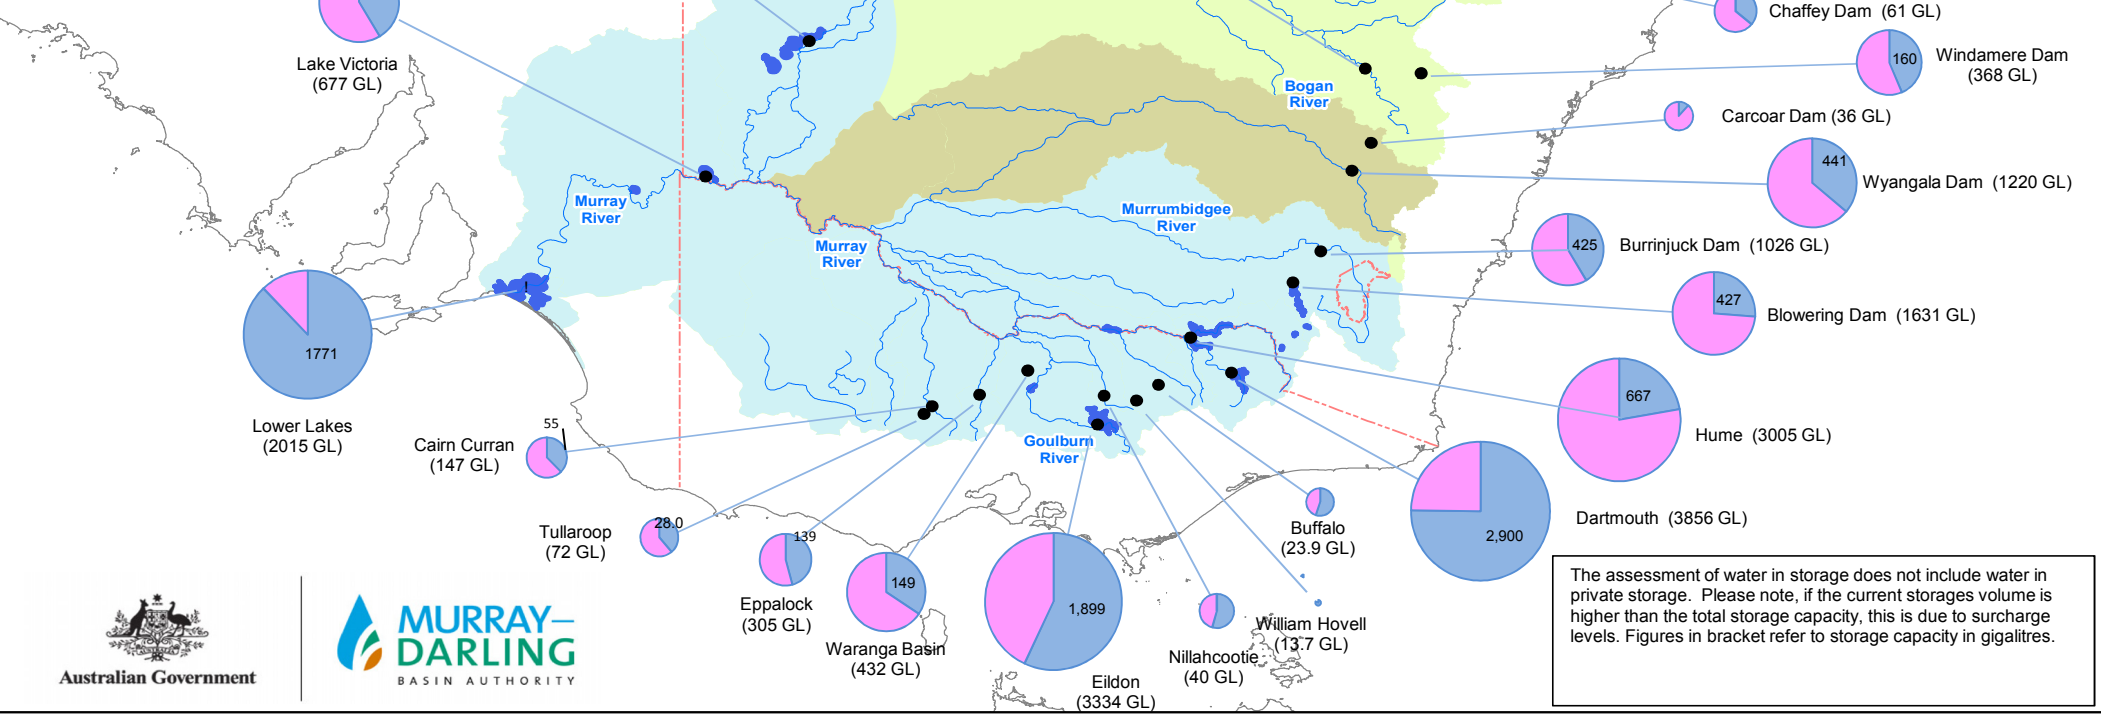 Chaffey Dam (61 GL)
Lake Victoria
(677 GL)
160
Windamere Dam
(368 GL)
Bogan
River
Carcoar Dam (36 GL)
441
Wyangala Dam (1220 GL)
Murray
River
Murrumbidgee
River
Murray
River
425
Burrinjuck Dam (1026 GL)
427
Blowering Dam (1631 GL)
1771
Lower Lakes
(2015 GL)
667
Hume (3005 GL)
55
Cairn Curran
(147 GL)
Goulburn
River
28.0
Tullaroop
(72 GL)
139
Eppalock
(305 GL)
149
Waranga Basin
(432 GL)
1,899
Eildon
(3334 GL)
Nillahcootie
(40 GL)
William Hovell
(13.7 GL)
Buffalo
(23.9 GL)
2,900
Dartmouth (3856 GL)
The assessment of water in storage does not include water in
private storage. Please note, if the current storages volume is
higher than the total storage capacity, this is due to surcharge
levels. Figures in bracket refer to storage capacity in gigalitres.
Australian Government
MURRAY–
DARLING
BASIN AUTHORITY